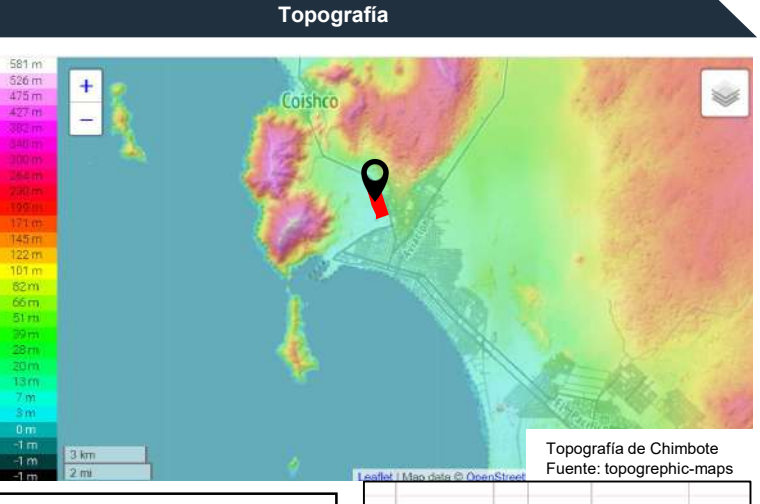 Topografía
581 m
526 m
475 m
427 m
382 m
340 m
300 m
264 m
230 m
199 m
171 m
145 m
122 m
101 m
82 m
66 m
51 m
39 m
28 m
20 m
13 m
7 m
3 m
0 m
-1 m
-1 m
-1 m
+
−
Coishco
3 km
2 mi
Leaflet | Map data © OpenStreet
Topografía de Chimbote
Fuente: topogrephic-maps